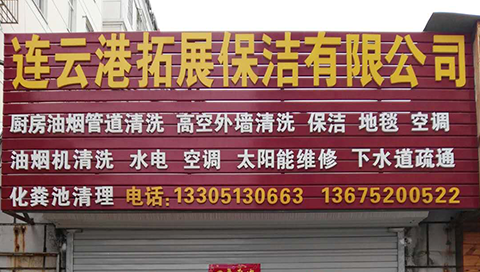 连云港拓展保洁有限公司
厨房油烟管道清洗 高空外墙清洗 保洁 地毯 空调
油烟机清洗 水电 空调 太阳能维修 下水道疏通
化粪池清理 电话:13305130663 13675200522